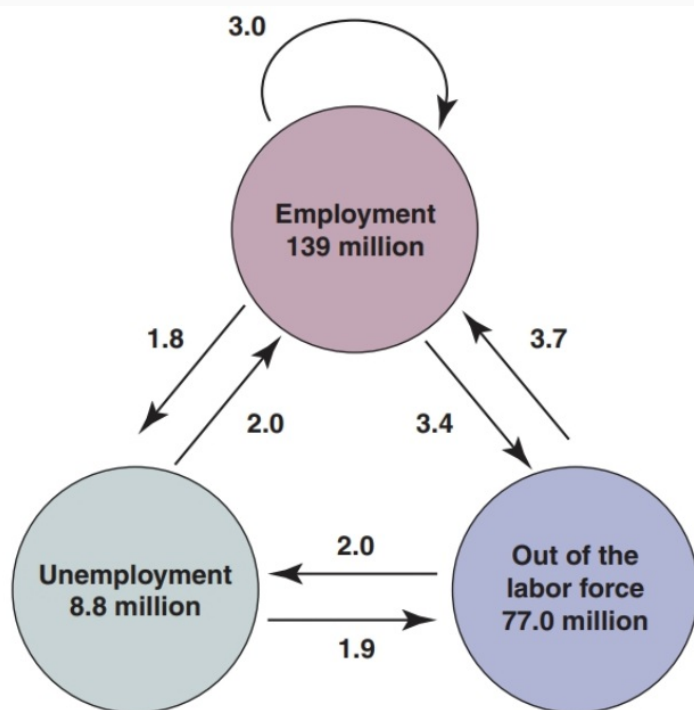 3.0
Employment
139 million
1.8
3.7
2.0
3.4
Unemployment
8.8 million
2.0
1.9
Out of the
labor force
77.0 million